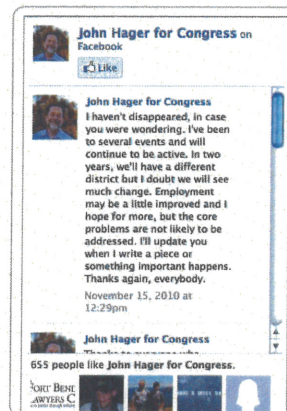 John Hager for Congress on
Facebook
Like
John Hager for Congress
I haven't disappeared, in case
you were wondering. I've been
to several events and will
continue to be active. In two
years, we'll have a different
district but I doubt we will see
much change. Employment
may be a little improved and I
hope for more, but the core
problems are not likely to be
addressed. I'll update you
when I write a piece or
something important happens.
Thanks again, everybody.
November 15, 2010 at
12:29pm
John Hager for Congress
655 people like John Hager for Congress.